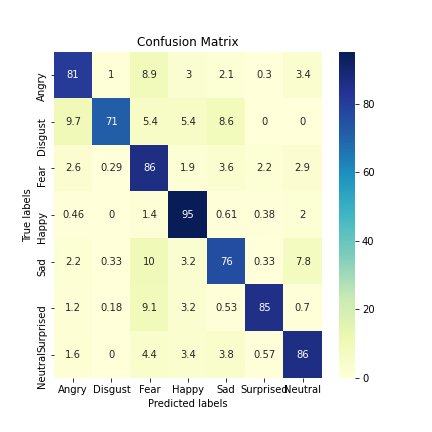 Confusion Matrix
Angry 81 1 8.9 3 2.1 0.3 3.4
Disgust 9.7 71 5.4 5.4 8.6 0 0
Fear 2.6 0.29 86 1.9 3.6 2.2 2.9
Happy 0.46 0 1.4 95 0.61 0.38 2
Sad 2.2 0.33 10 3.2 76 0.33 7.8
Surprised 1.2 0.18 9.1 3.2 0.53 85 0.7
Neutral 1.6 0 4.4 3.4 3.8 0.57 86
Angry Disgust Fear Happy Sad Surprised Neutral
Predicted labels
True labels
80
60
40
20
0